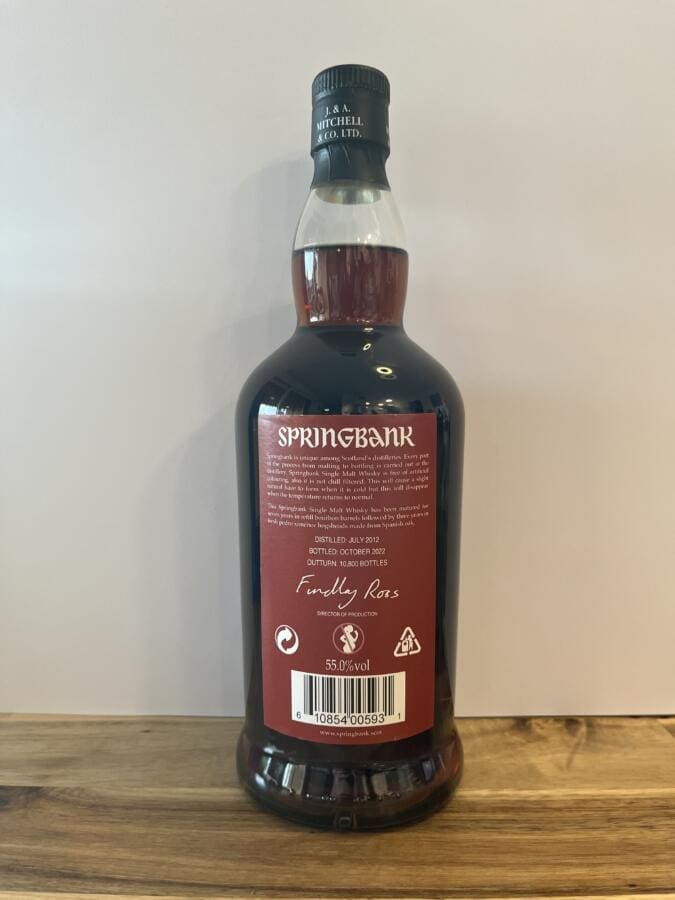 J. & A.
MITCHELL
& CO. LTD.
SPRINGBANK
Springbank is unique among Scotland's distilleries. Every part
of the process from malting to bottling is carried out at the
distillery. Springbank Single Malt Whisky is free of artificial
colouring, also it is not chill filtered. This will cause a slight
natural haze to form when it is cold but this will disappear
when the temperature returns to normal.
This Springbank Single Malt Whisky has been matured for
seven years in refill bourbon barrels followed by three years in
fresh pedro ximenez hogsheads made from Spanish oak.
DISTILLED: JULY 2012
BOTTLED: OCTOBER 2022
OUTTURN: 10,800 BOTTLES
Findlay Ross
DIRECTOR OF PRODUCTION
55.0%vol
6 10854 00593 1
www.springbank.scot